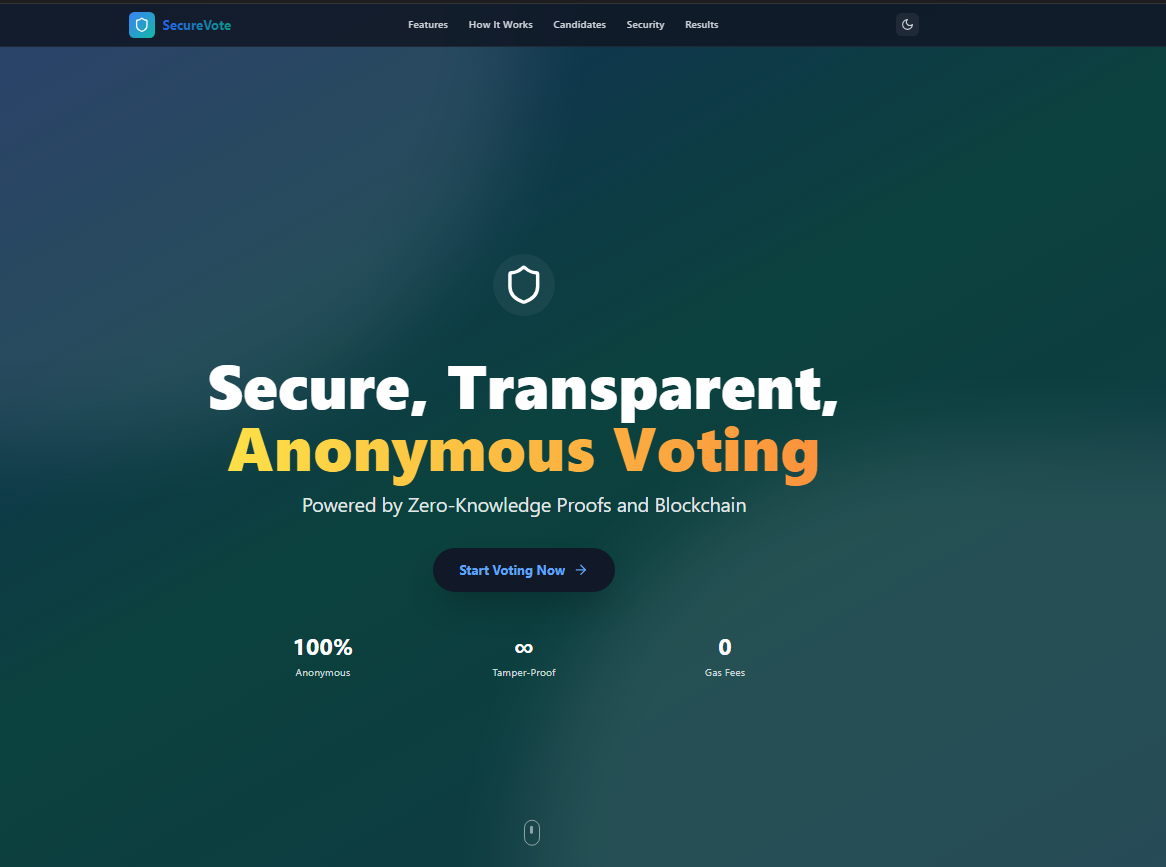 SecureVote
Features How It Works Candidates Security Results
Secure, Transparent,
Anonymous Voting
Powered by Zero-Knowledge Proofs and Blockchain
Start Voting Now
100% ∞ 0
Anonymous Tamper-Proof Gas Fees